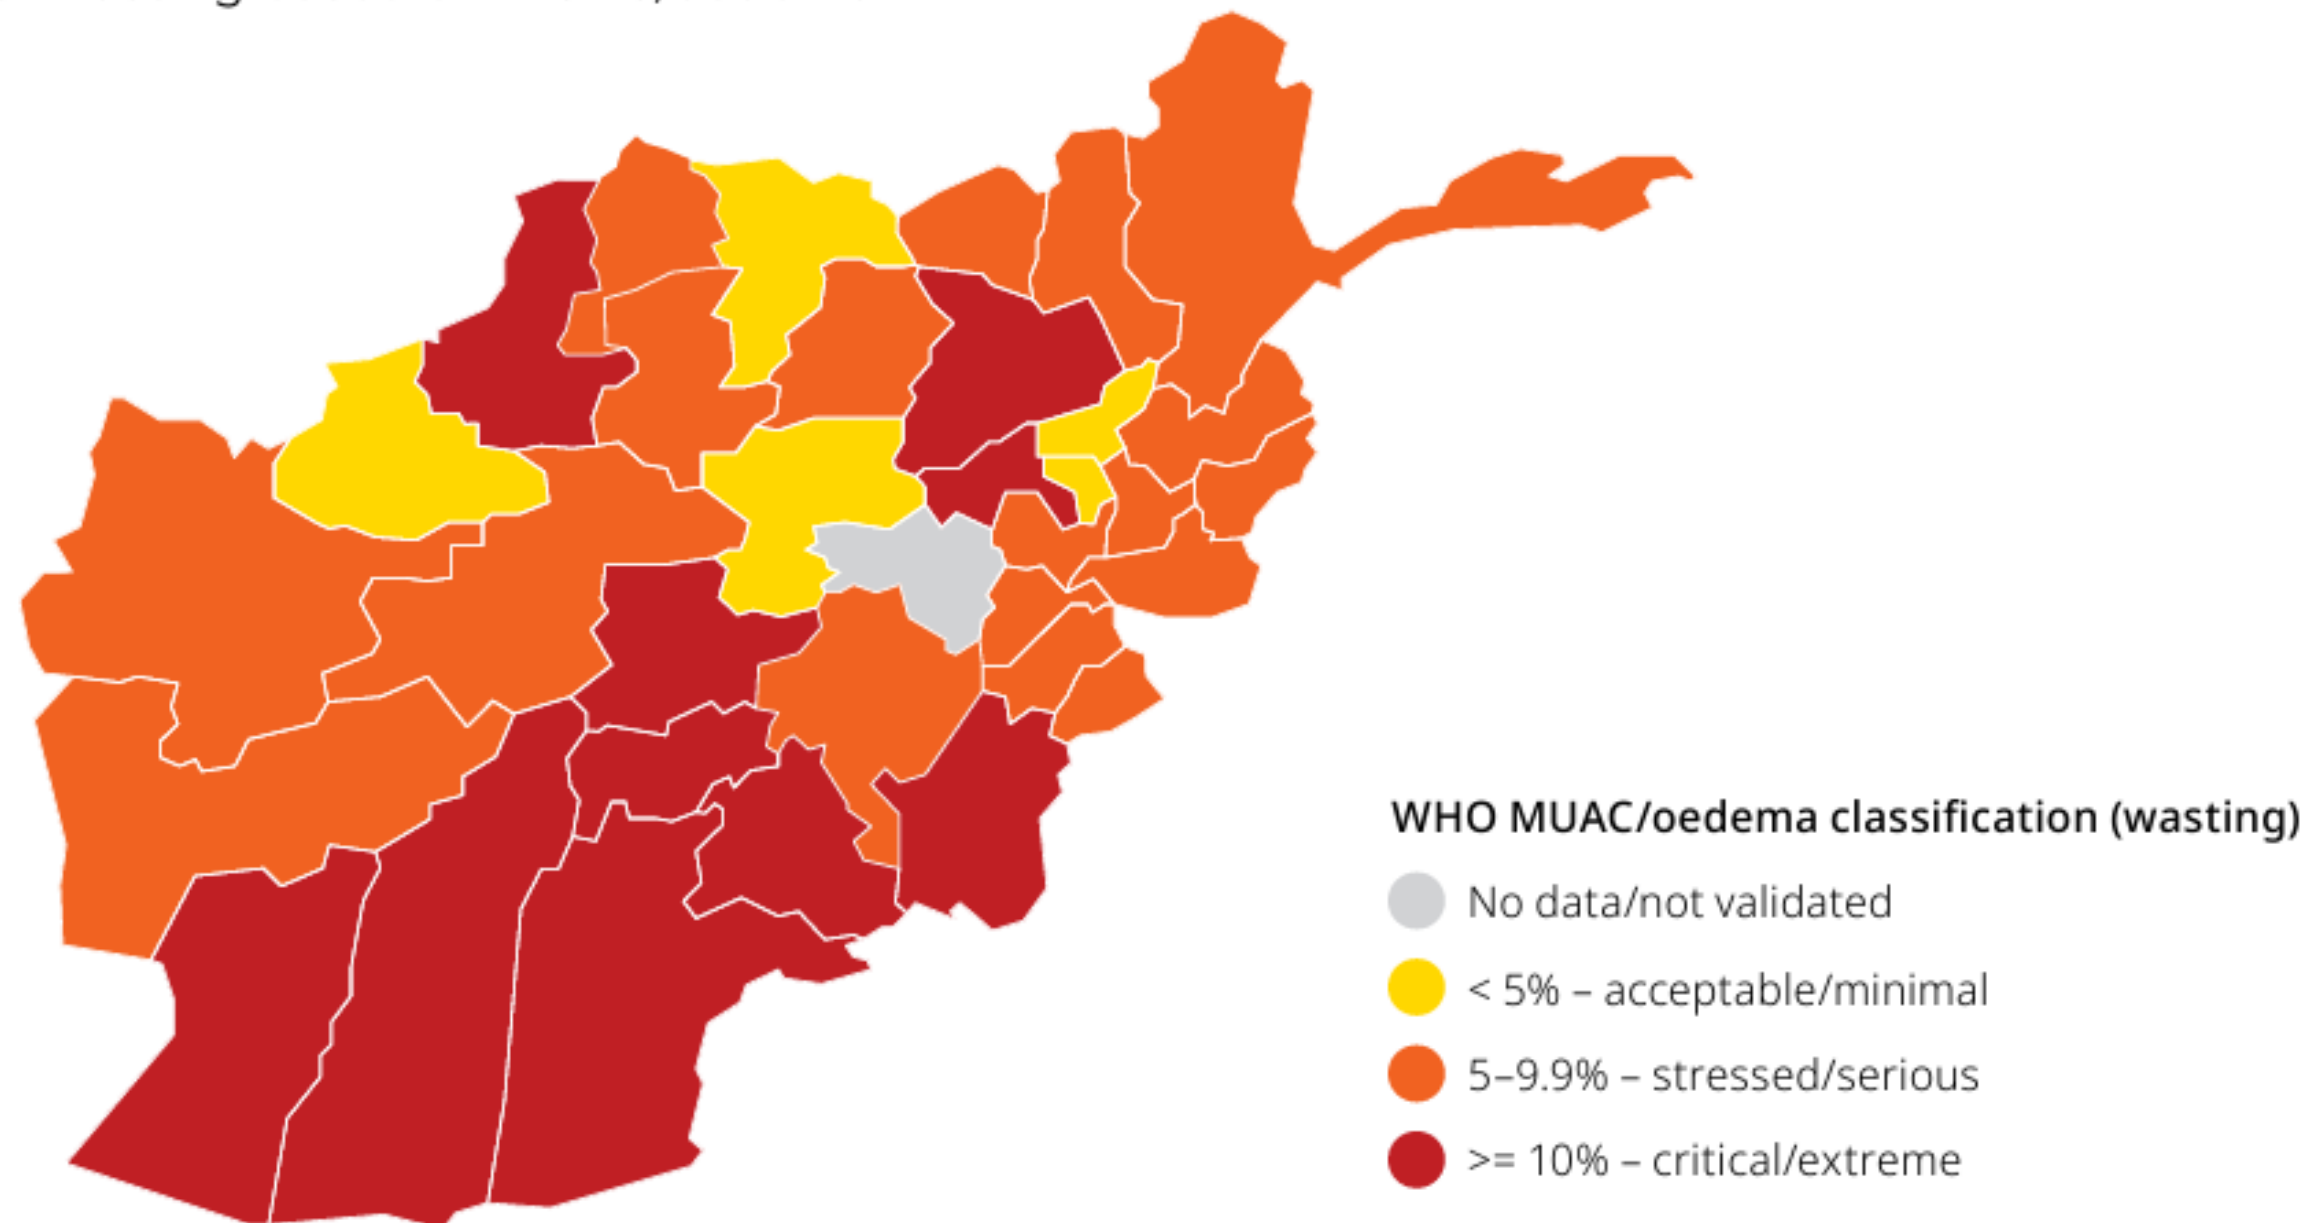 WHO MUAC/oedema classification (wasting)
No data/not validated
< 5% – acceptable/minimal
5–9.9% – stressed/serious
>= 10% – critical/extreme